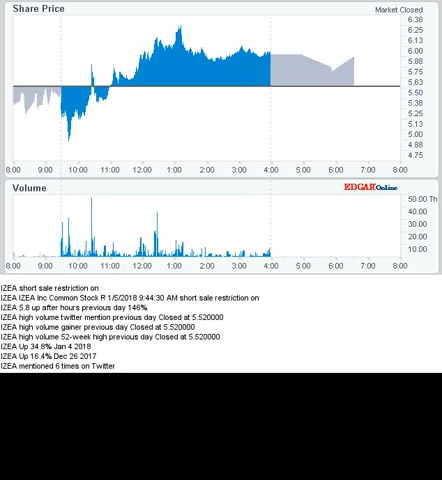 Share Price
Market Closed
6.38
6.25
6.13
6.00
5.88
5.75
5.63
5.50
5.38
5.25
5.13
5.00
4.88
4.75
8:00 10:00 11:00 12:00 1:00 2:00 3:00 4:00 5:00 6:00 7:00 8:00
Volume
EDGAROnline
50.00 Th
40.00
30.00
20.00
10.00
8:00 10:00 11:00 12:00 1:00 2:00 3:00 4:00 5:00 6:00 7:00 8:00
IZEA short sale restriction on
IZEA IZEA Inc Common Stock R 1/5/2018 9:44:30 AM short sale restriction on
IZEA 5.8 up after hours previous day 146%
IZEA high volume twitter mention previous day Closed at 5.520000
IZEA high volume gainer previous day Closed at 5.520000
IZEA high volume 52-week high previous day Closed at 5.520000
IZEA Up 34.8% Jan 4 2018
IZEA Up 16.4% Dec 26 2017
IZEA mentioned 6 times on Twitter